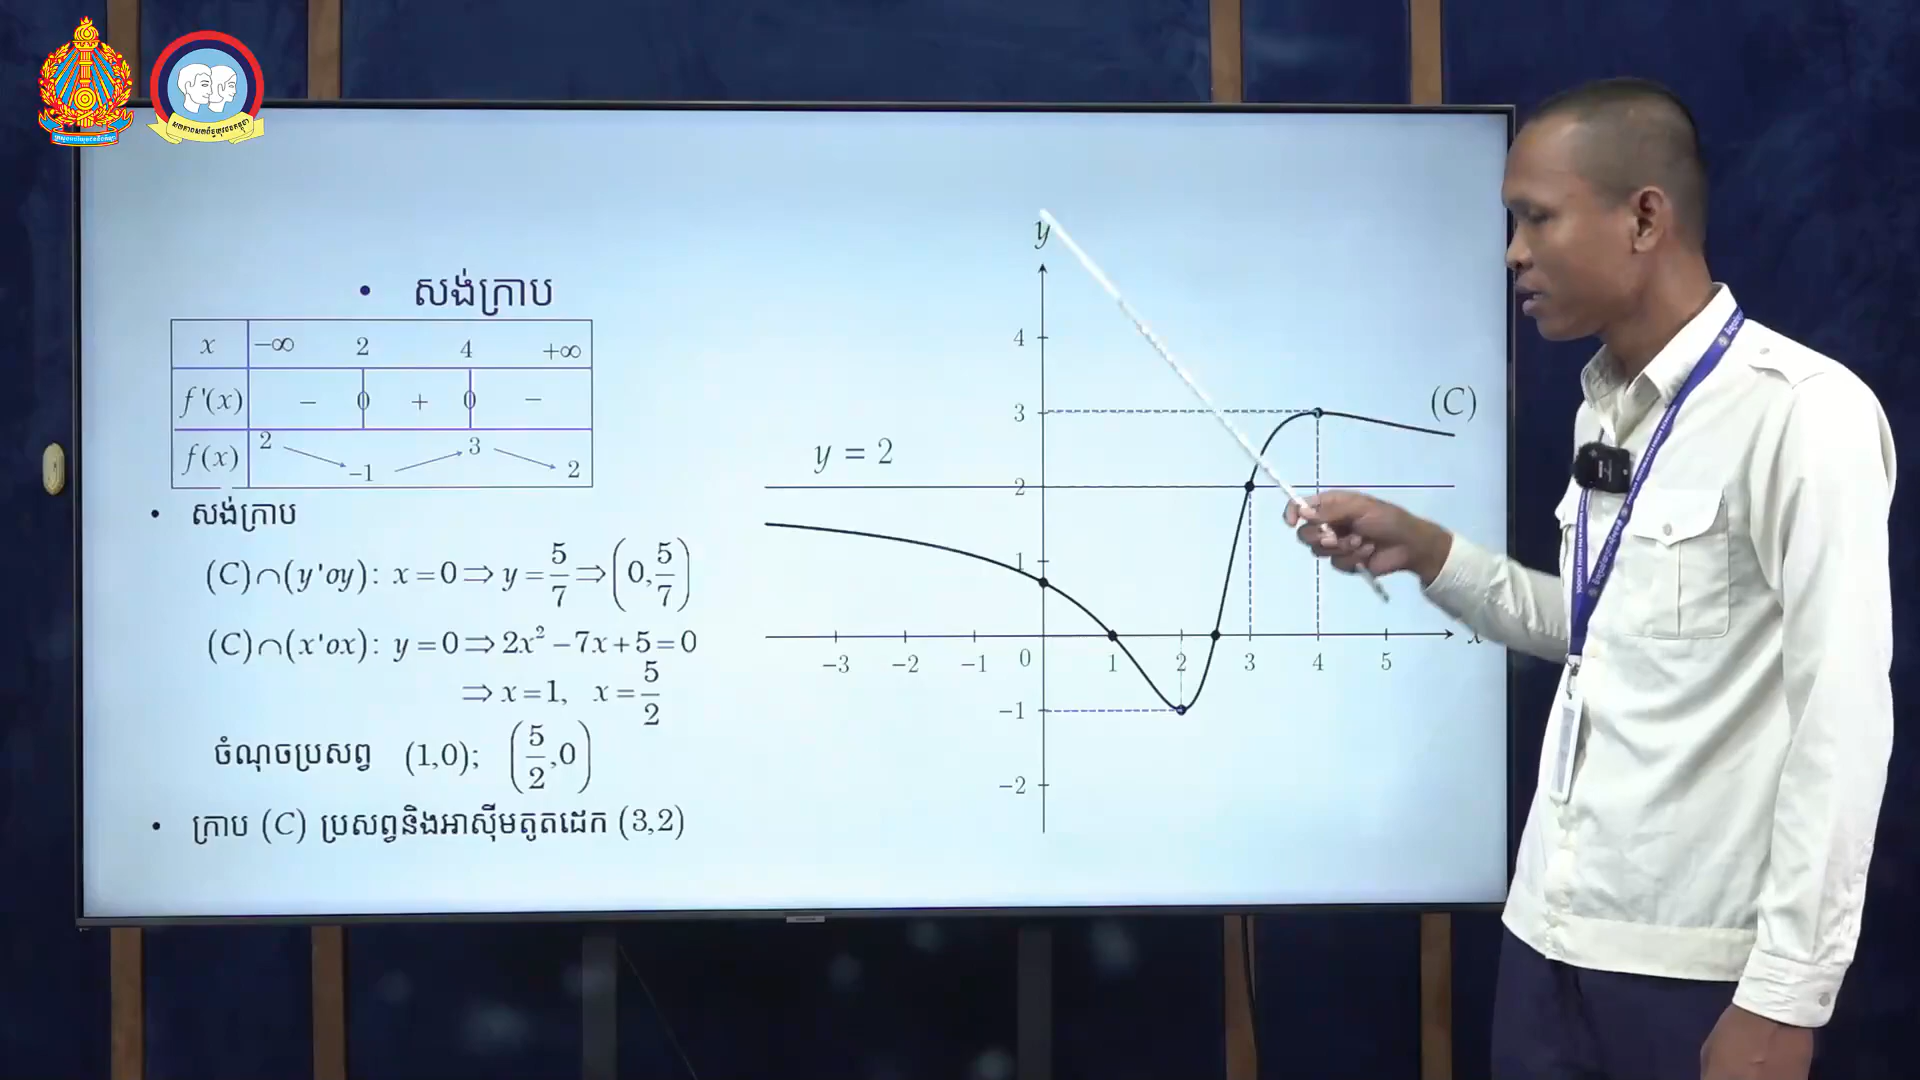 • សង់ក្រាប
x −∞ 2 4 +∞
f'(x) − 0 + 0 −
f(x) 2 −1 3 2
• សង់ក្រាប
(C)∩(y'oy): x=0⇒y=5/7⇒(0,5/7)
(C)∩(x'ox): y=0⇒2x²−7x+5=0
⇒x=1, x=5/2
ចំណុចប្រសព្វ (1,0); (5/2,0)
• ក្រាប (C) ប្រសព្វនិងអាស៊ីមតូតដេក (3,2)
y
4
3
(C)
y = 2
2
1
−3 −2 −1 0 1 2 3 4 5 x
−1
−2